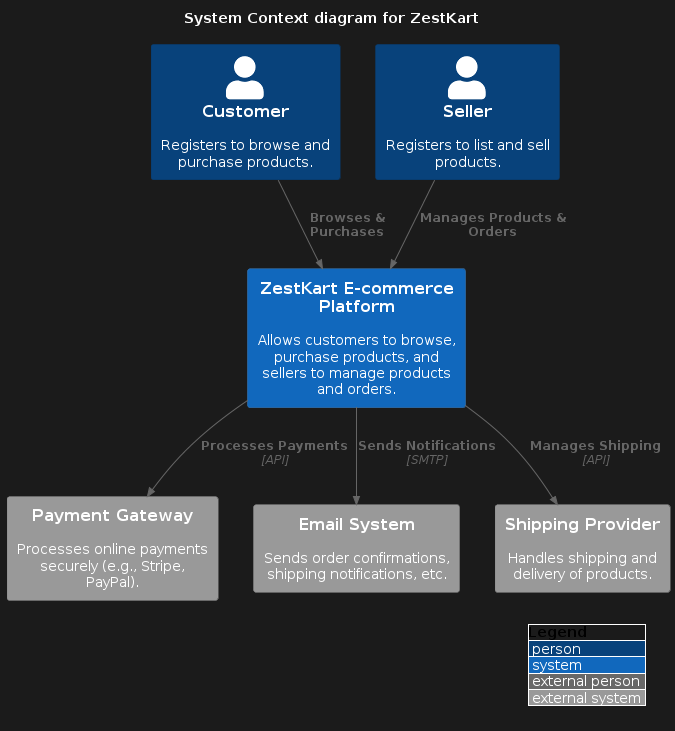 System Context diagram for ZestKart
Customer
Registers to browse and
purchase products.
Seller
Registers to list and sell
products.
Browses &
Purchases
Manages Products &
Orders
ZestKart E-commerce
Platform
Allows customers to browse,
purchase products, and
sellers to manage products
and orders.
Processes Payments
[API]
Sends Notifications
[SMTP]
Manages Shipping
[API]
Payment Gateway
Processes online payments
securely (e.g., Stripe,
PayPal).
Email System
Sends order confirmations,
shipping notifications, etc.
Shipping Provider
Handles shipping and
delivery of products.
Legend
person
system
external person
external system